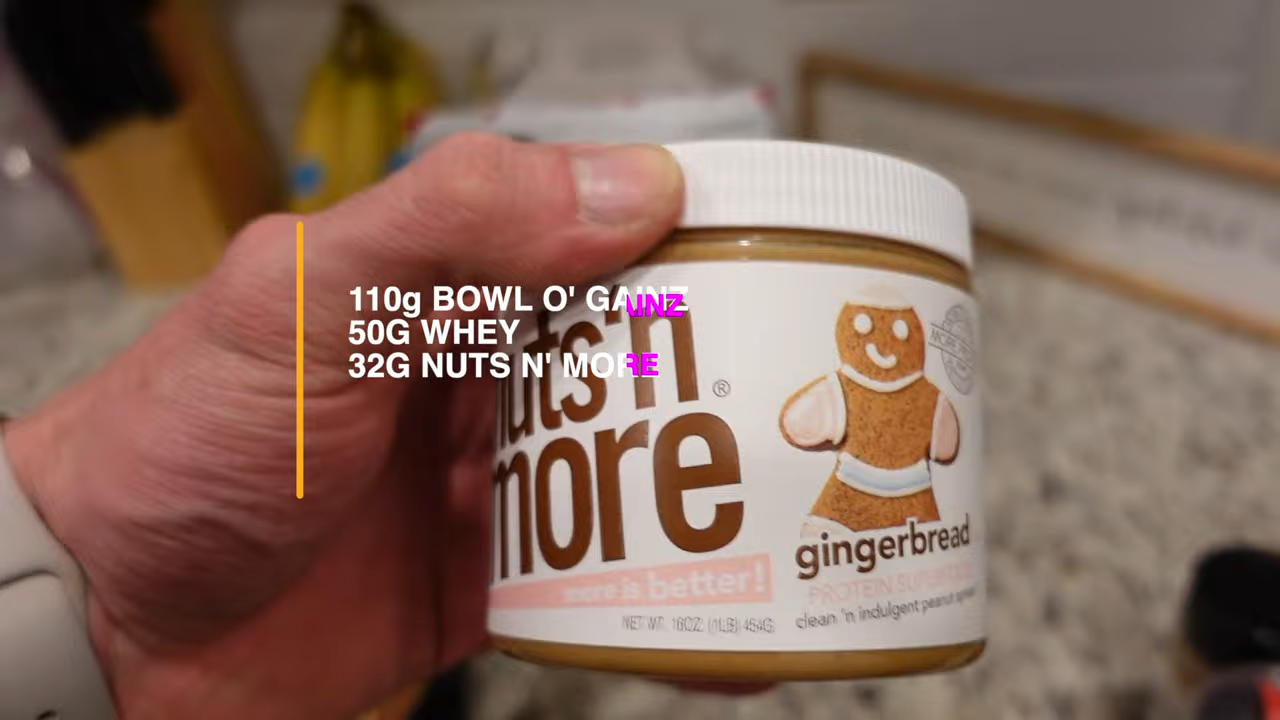 110g BOWL O' GAINZ
50G WHEY
32G NUTS N' MORE
nuts 'n
more
®
more is better!
NET WT. 16OZ (1LB) 454G
gingerbread
clean 'n indulgent peanut spread